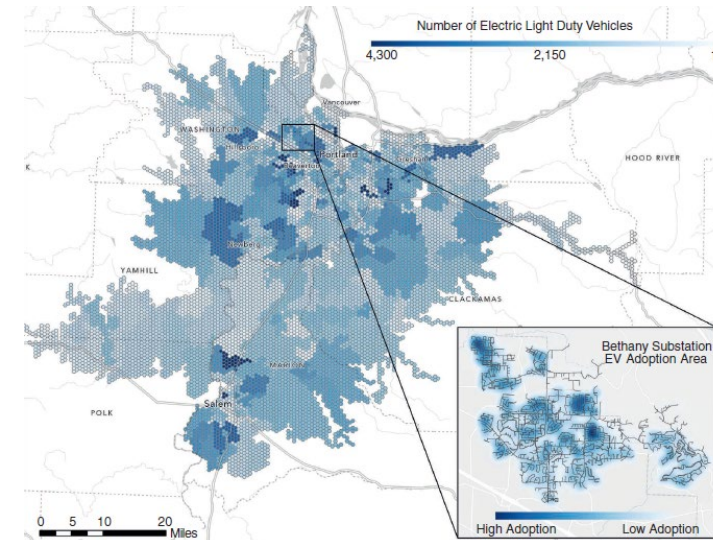 Number of Electric Light Duty Vehicles
4,300
2,150
Vancouver
WASHINGTON
Portland
HOOD RIVER
Newberg
YAMHILL
CLACKAMAS
Bethany Substation
EV Adoption Area
POLK
Salem
0 5 10 20
Miles
High Adoption
Low Adoption